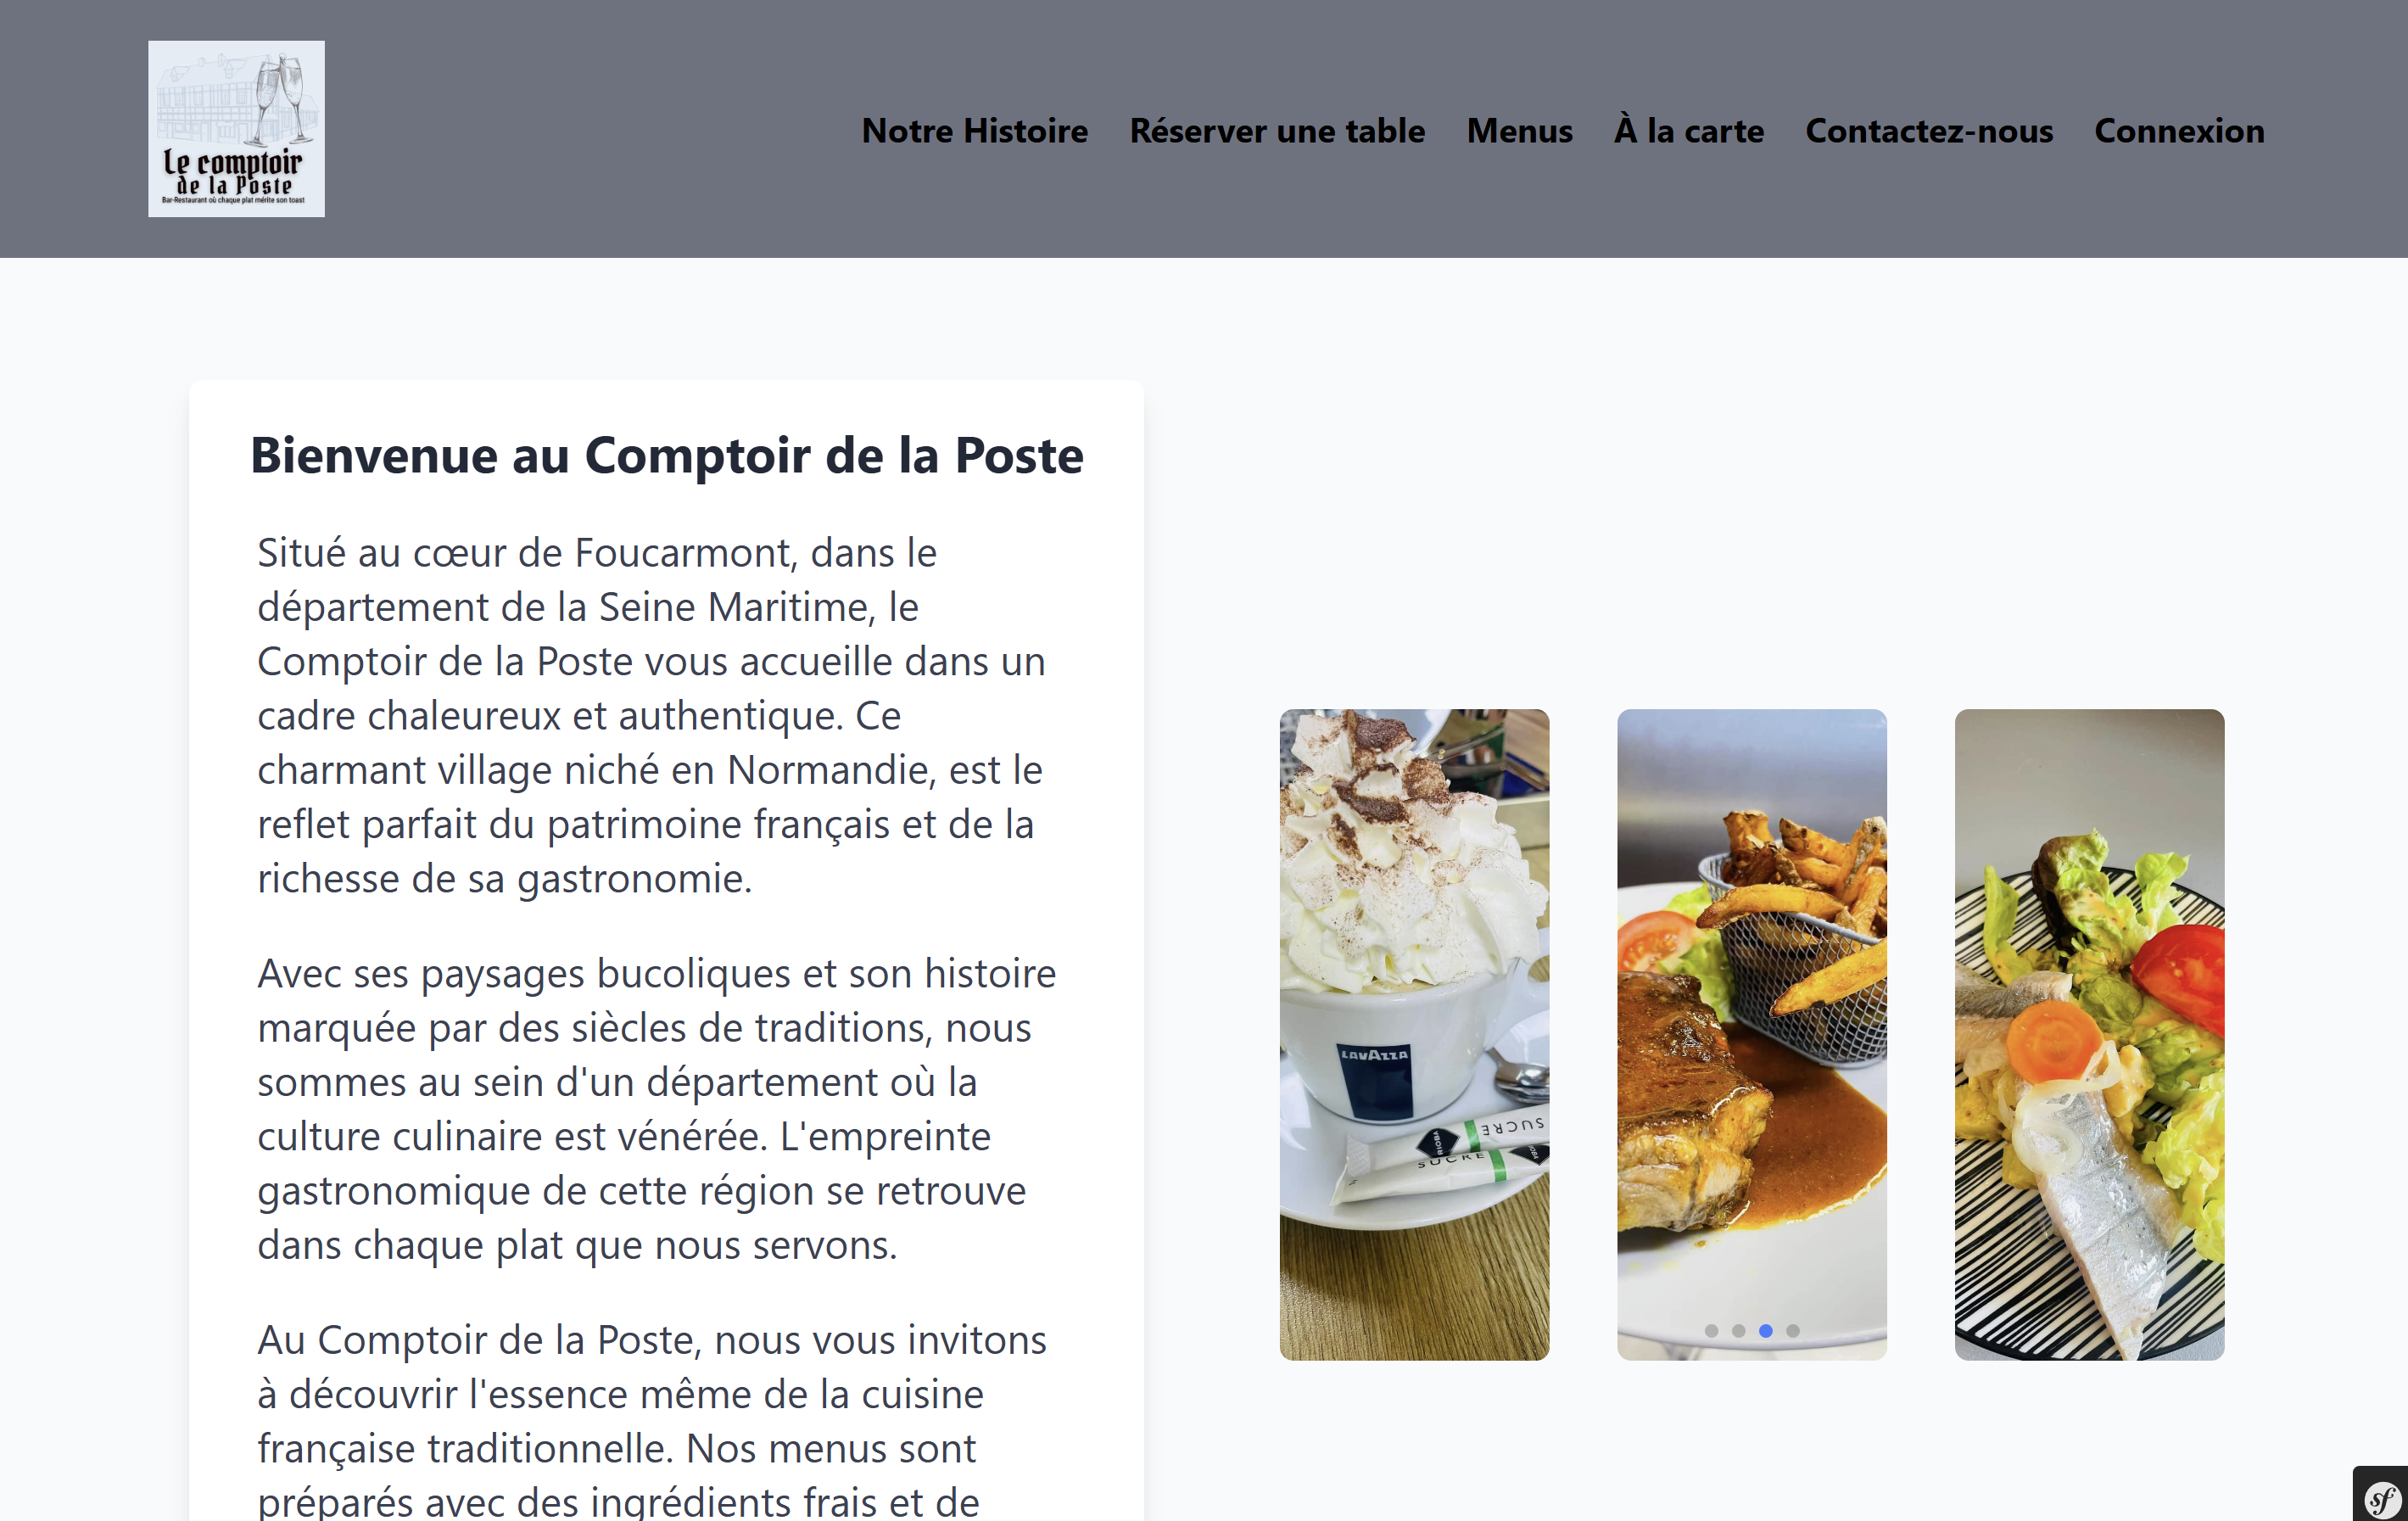 Le comptoir
de la Poste
Bar-Restaurant où chaque plat mérite son toast
Notre Histoire Réserver une table Menus À la carte Contactez-nous Connexion
Bienvenue au Comptoir de la Poste
Situé au cœur de Foucarmont, dans le
département de la Seine Maritime, le
Comptoir de la Poste vous accueille dans un
cadre chaleureux et authentique. Ce
charmant village niché en Normandie, est le
reflet parfait du patrimoine français et de la
richesse de sa gastronomie.
Avec ses paysages bucoliques et son histoire
marquée par des siècles de traditions, nous
sommes au sein d'un département où la
culture culinaire est vénérée. L'empreinte
gastronomique de cette région se retrouve
dans chaque plat que nous servons.
Au Comptoir de la Poste, nous vous invitons
à découvrir l'essence même de la cuisine
française traditionnelle. Nos menus sont
préparés avec des ingrédients frais et de
LAVAZZA
SUCRE
RIOBA
SUCRE
sf